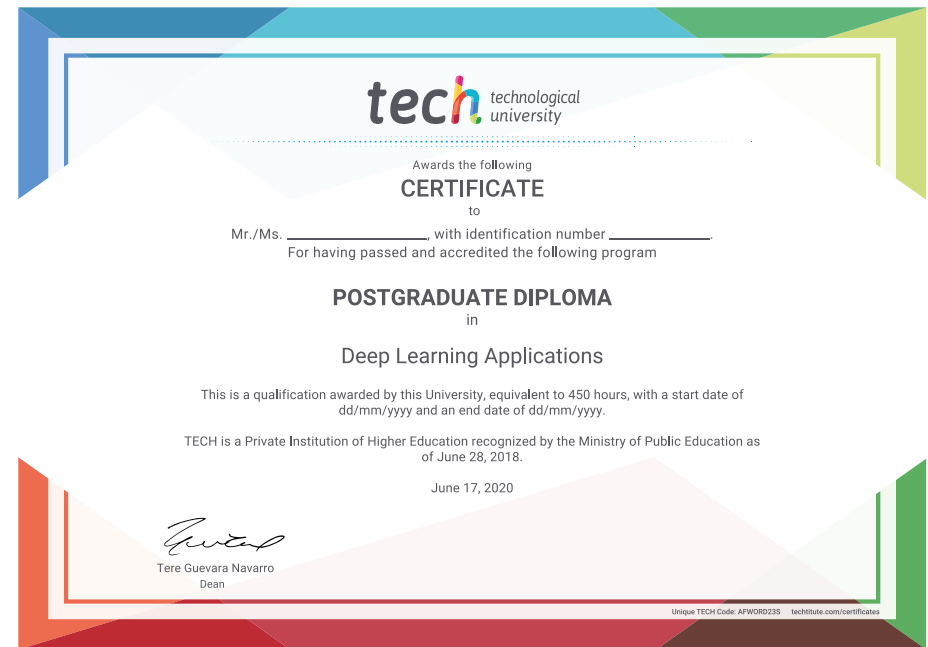 tech technological
university
Awards the following
CERTIFICATE
to
Mr./Ms. ____________________, with identification number ______________.
For having passed and accredited the following program
POSTGRADUATE DIPLOMA
in
Deep Learning Applications
This is a qualification awarded by this University, equivalent to 450 hours, with a start date of
dd/mm/yyyy and an end date of dd/mm/yyyy.
TECH is a Private Institution of Higher Education recognized by the Ministry of Public Education as
of June 28, 2018.
June 17, 2020
Tere Guevara Navarro
Dean
Unique TECH Code: AFWORD23S techtitute.com/certificates